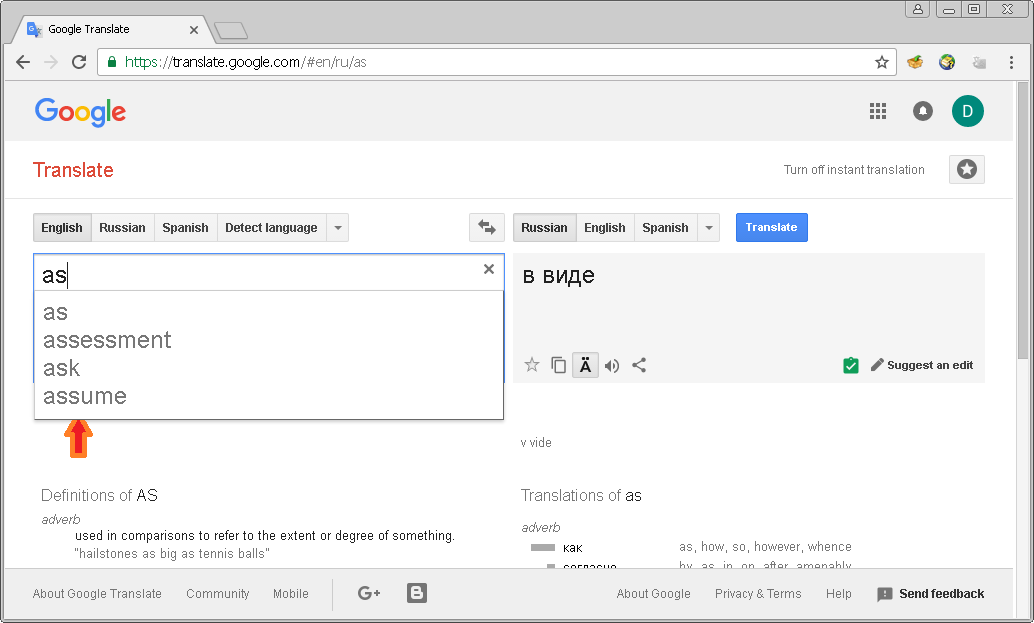 Google Translate
https://translate.google.com/#en/ru/as
Google
D
Translate
Turn off instant translation
English Russian Spanish Detect language
Russian English Spanish
Translate
as
в виде
as
assessment
ask
assume
Ä
Suggest an edit
v vide
Definitions of AS
adverb
used in comparisons to refer to the extent or degree of something.
"hailstones as big as tennis balls"
Translations of as
adverb
как as, how, so, however, whence
согласно by, as, in, on, after, amenably
About Google Translate Community Mobile G+ B About Google Privacy & Terms Help Send feedback